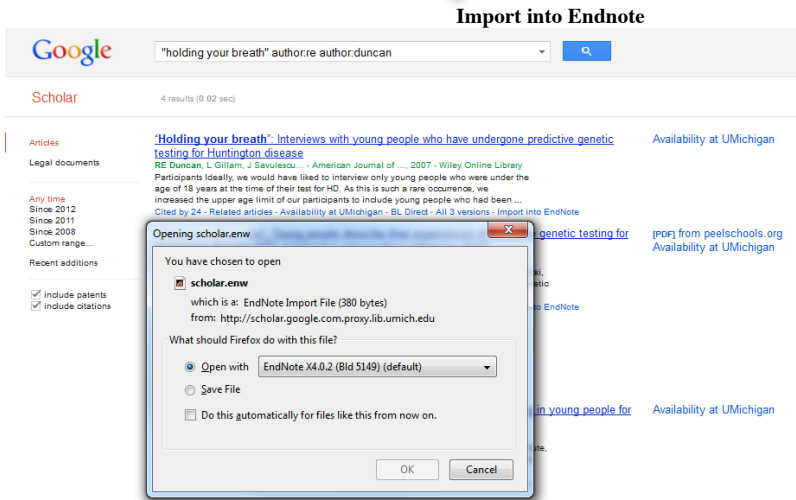 Import into Endnote
Google
"holding your breath" author:re author:duncan
Scholar
4 results (0.02 sec)
Articles
Legal documents
Any time
Since 2012
Since 2011
Since 2008
Custom range...
Recent additions
include patents
include citations
"Holding your breath": Interviews with young people who have undergone predictive genetic
testing for Huntington disease
RE Duncan, L Gillam, J Savulescu... - American Journal of ..., 2007 - Wiley Online Library
Participants Ideally, we would have liked to interview only young people who were under the
age of 18 years at the time of their test for HD. As this is such a rare occurrence, we
increased the upper age limit of our participants to include young people who had been ...
Cited by 24 - Related articles - Availability at UMichigan - BL Direct - All 3 versions - Import into EndNote
Availability at UMichigan
genetic testing for
[PDF] from peelschools.org
Availability at UMichigan
to EndNote
in young people for
Availability at UMichigan
Opening scholar.enw
You have chosen to open
scholar.enw
which is a: EndNote Import File (380 bytes)
from: http://scholar.google.com.proxy.lib.umich.edu
What should Firefox do with this file?
Open with
EndNote X4.0.2 (Bld 5149) (default)
Save File
Do this automatically for files like this from now on.
OK
Cancel